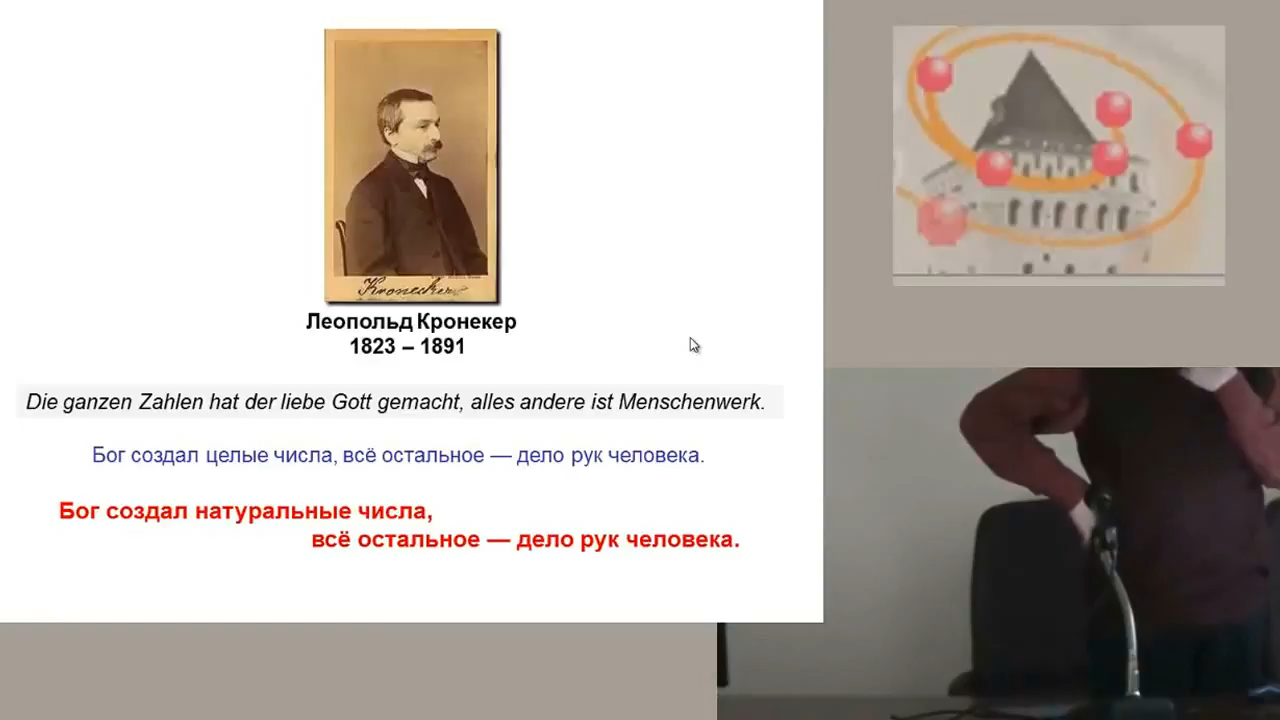 Kronecker
Леопольд Кронекер
1823 – 1891
Die ganzen Zahlen hat der liebe Gott gemacht, alles andere ist Menschenwerk.
Бог создал целые числа, всё остальное — дело рук человека.
Бог создал натуральные числа,
всё остальное — дело рук человека.